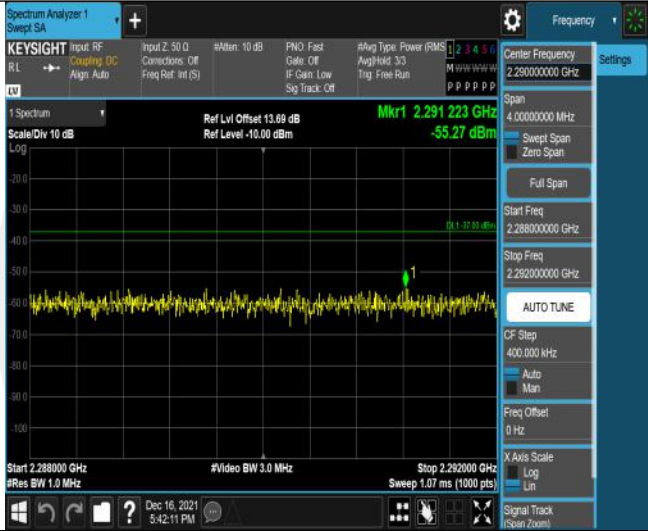 Spectrum Analyzer 1
Swept SA
Frequency
KEYSIGHT
RL
LV
Input: RF
Coupling: DC
Align: Auto
Input Z: 50 Ω
Corrections: Off
Freq Ref: Int (S)
#Atten: 10 dB
PNO: Fast
Gate: Off
IF Gain: Low
Sig Track: Off
#Avg Type: Power (RMS
Avg|Hold: 3/3
Trig: Free Run
1 2 3 4 5 6
M W W W W W
P P P P P P
1 Spectrum
Scale/Div 10 dB
Log
Ref Lvl Offset 13.69 dB
Ref Level -10.00 dBm
Mkr1 2.291 223 GHz
-55.27 dBm
-20.0
-30.0
DL1 -37.00 dBm
-40.0
-50.0
1
-60.0
-70.0
-80.0
-90.0
-100
Start 2.288000 GHz
#Res BW 1.0 MHz
#Video BW 3.0 MHz
Stop 2.292000 GHz
Sweep 1.07 ms (1000 pts)
Dec 16, 2021
5:42:11 PM
Center Frequency
2.290000000 GHz
Settings
Span
4.00000000 MHz
Swept Span
Zero Span
Full Span
Start Freq
2.288000000 GHz
Stop Freq
2.292000000 GHz
AUTO TUNE
CF Step
400.000 kHz
Auto
Man
Freq Offset
0 Hz
X Axis Scale
Log
Lin
Signal Track
(Span Zoom)